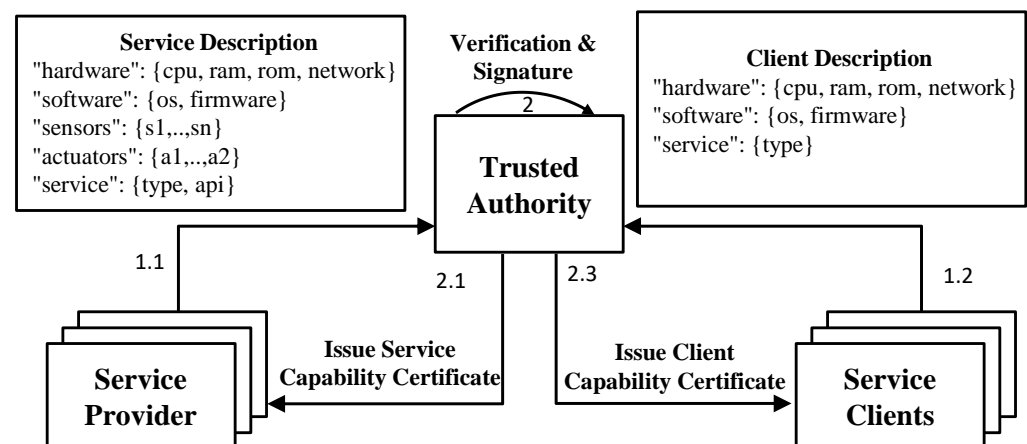 Service Description
"hardware": {cpu, ram, rom, network}
"software": {os, firmware}
"sensors": {s1,..,sn}
"actuators": {a1,..,a2}
"service": {type, api}
Verification &
Signature
2
Client Description
"hardware": {cpu, ram, rom, network}
"software": {os, firmware}
"service": {type}
Trusted
Authority
1.1
2.1
2.3
1.2
Issue Service
Capability Certificate
Issue Client
Capability Certificate
Service
Provider
Service
Clients